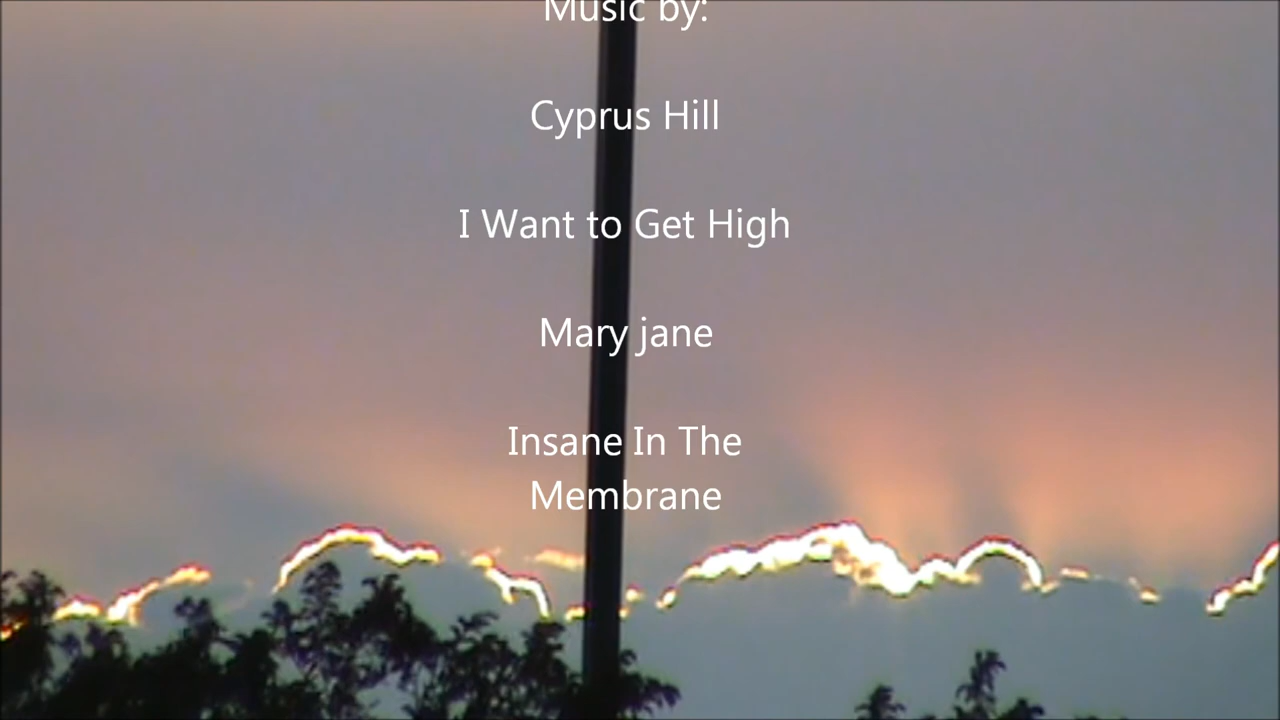 Music by:
Cyprus Hill
I Want to Get High
Mary jane
Insane In The
Membrane